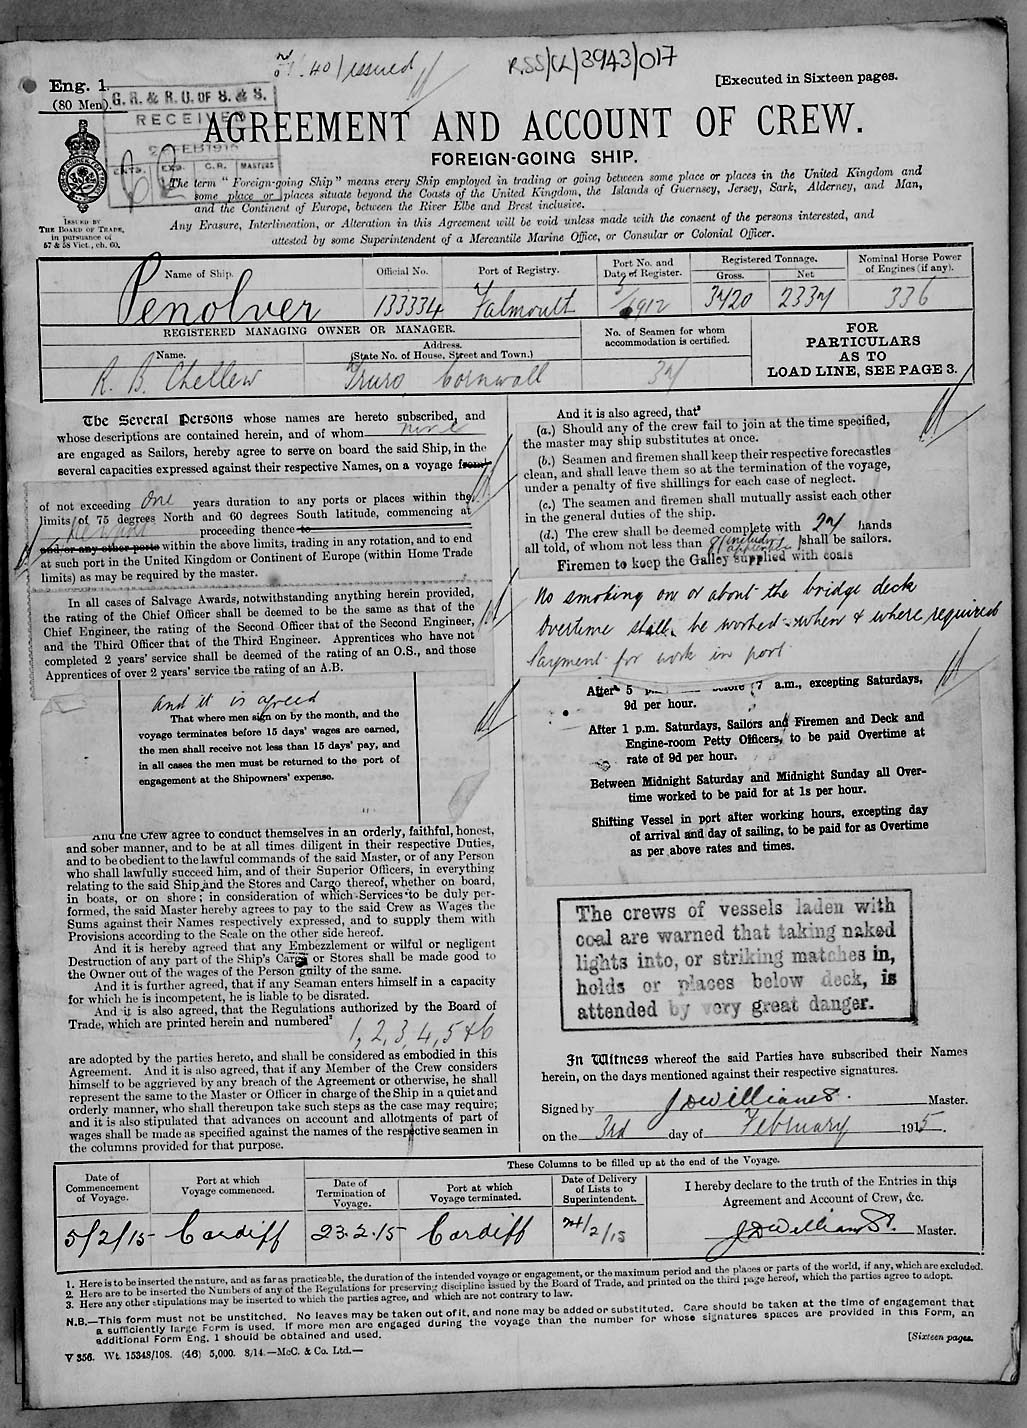 40) issued
RSS/CL/3943/017
Eng. 1.
(80 Men).
[Executed in Sixteen pages.
G. R. & R. U. OF S. & S.
RECEIVED
FEB 1915
ENTS. EXD. C.R. MASTERS
AGREEMENT AND ACCOUNT OF CREW.
FOREIGN-GOING SHIP.
ISSUED BY
THE BOARD OF TRADE,
in pursuance of
57 & 58 Vict., ch. 60.
The term "Foreign-going Ship" means every Ship employed in trading or going between some place or places in the United Kingdom and
some place or places situate beyond the Coasts of the United Kingdom, the Islands of Guernsey, Jersey, Sark, Alderney, and Man,
and the Continent of Europe, between the River Elbe and Brest inclusive.
Any Erasure, Interlineation, or Alteration in this Agreement will be void unless made with the consent of the persons interested, and
attested by some Superintendent of a Mercantile Marine Office, or Consular or Colonial Officer.
Name of Ship. Official No. Port of Registry. Port No. and Date of Register. Registered Tonnage. Gross. Net Nominal Horse Power of Engines (if any).
Penolver 133334 Falmouth 1912 3720 2337 336
REGISTERED MANAGING OWNER OR MANAGER.
Name. Address.
(State No. of House, Street and Town.)
No. of Seamen for whom
accommodation is certified.
FOR
PARTICULARS
AS TO
LOAD LINE, SEE PAGE 3.
R. B. Chellew Truro Cornwall 37
The Several Persons whose names are hereto subscribed, and
whose descriptions are contained herein, and of whom nine
are engaged as Sailors, hereby agree to serve on board the said Ship, in the
several capacities expressed against their respective Names, on a voyage from
of not exceeding One years duration to any ports or places within the
limits of 75 degrees North and 60 degrees South latitude, commencing at
proceeding thence to
and/or any other ports within the above limits, trading in any rotation, and to end
at such port in the United Kingdom or Continent of Europe (within Home Trade
limits) as may be required by the master.
In all cases of Salvage Awards, notwithstanding anything herein provided,
the rating of the Chief Officer shall be deemed to be the same as that of the
Chief Engineer, the rating of the Second Officer that of the Second Engineer,
and the Third Officer that of the Third Engineer. Apprentices who have not
completed 2 years' service shall be deemed of the rating of an O.S., and those
Apprentices of over 2 years' service the rating of an A.B.
and it is agreed
That where men sign on by the month, and the
voyage terminates before 15 days' wages are earned,
the men shall receive not less than 15 days' pay, and
in all cases the men must be returned to the port of
engagement at the Shipowners' expense.
And the Crew agree to conduct themselves in an orderly, faithful, honest,
and sober manner, and to be at all times diligent in their respective Duties,
and to be obedient to the lawful commands of the said Master, or of any Person
who shall lawfully succeed him, and of their Superior Officers, in everything
relating to the said Ship and the Stores and Cargo thereof, whether on board,
in boats, or on shore; in consideration of which Services to be duly per-
formed, the said Master hereby agrees to pay to the said Crew as Wages the
Sums against their Names respectively expressed, and to supply them with
Provisions according to the Scale on the other side hereof.
And it is hereby agreed that any Embezzlement or wilful or negligent
Destruction of any part of the Ship's Cargo or Stores shall be made good to
the Owner out of the wages of the Person guilty of the same.
And it is further agreed, that if any Seaman enters himself in a capacity
for which he is incompetent, he is liable to be disrated.
And it is also agreed, that the Regulations authorized by the Board of
Trade, which are printed herein and numbered² 1, 2, 3, 4, 5 & 6
are adopted by the parties hereto, and shall be considered as embodied in this
Agreement. And it is also agreed, that if any Member of the Crew considers
himself to be aggrieved by any breach of the Agreement or otherwise, he shall
represent the same to the Master or Officer in charge of the Ship in a quiet and
orderly manner, who shall thereupon take such steps as the case may require;
and it is also stipulated that advances on account and allotments of part of
wages shall be made as specified against the names of the respective seamen in
the columns provided for that purpose.
And it is also agreed, that³
(a.) Should any of the crew fail to join at the time specified,
the master may ship substitutes at once.
(b.) Seamen and firemen shall keep their respective forecastles
clean, and shall leave them so at the termination of the voyage,
under a penalty of five shillings for each case of neglect.
(c.) The seamen and firemen shall mutually assist each other
in the general duties of the ship.
(d.) The crew shall be deemed complete with 27 hands
all told, of whom not less than 9 (including apprentices) shall be sailors.
Firemen to keep the Galley supplied with coals
No smoking on or about the bridge deck
Overtime shall be worked when & where required
Payment for work in port
After 5 p. before 7 a.m., excepting Saturdays,
9d per hour.
After 1 p.m. Saturdays, Sailors and Firemen and Deck and
Engine-room Petty Officers, to be paid Overtime at
rate of 9d per hour.
Between Midnight Saturday and Midnight Sunday all Over-
time worked to be paid for at 1s per hour.
Shifting Vessel in port after working hours, excepting day
of arrival and day of sailing, to be paid for as Overtime
as per above rates and times.
The crews of vessels laden with
coal are warned that taking naked
lights into, or striking matches in,
holds or places below deck, is
attended by very great danger.
In Witness whereof the said Parties have subscribed their Names
herein, on the days mentioned against their respective signatures.
Signed by J D Williams. Master.
on the 3rd day of February 1915.
These Columns to be filled up at the end of the Voyage.
Date of Commencement of Voyage. Port at which Voyage commenced. Date of Termination of Voyage. Port at which Voyage terminated. Date of Delivery of Lists to Superintendent.
I hereby declare to the truth of the Entries in this
Agreement and Account of Crew, &c.
5/2/15 Cardiff 23.2.15 Cardiff 24/2/15 J D Williams. Master.
1. Here is to be inserted the nature, and as far as practicable, the duration of the intended voyage or engagement, or the maximum period and the places or parts of the world, if any, which are excluded.
2. Here are to be inserted the Numbers of any of the Regulations for preserving discipline issued by the Board of Trade, and printed on the third page hereof, which the parties agree to adopt.
3. Here any other stipulations may be inserted to which the parties agree, and which are not contrary to law.
N.B.—This form must not be unstitched. No leaves may be taken out of it, and none may be added or substituted. Care should be taken at the time of engagement that
a sufficiently large Form is used. If more men are engaged during the voyage than the number for whose signatures spaces are provided in this Form, an
additional Form Eng. 1 should be obtained and used.
[Sixteen pages.
V 356. Wt. 15348/108. (46) 5,000. 8/14.—McC. & Co. Ltd.—